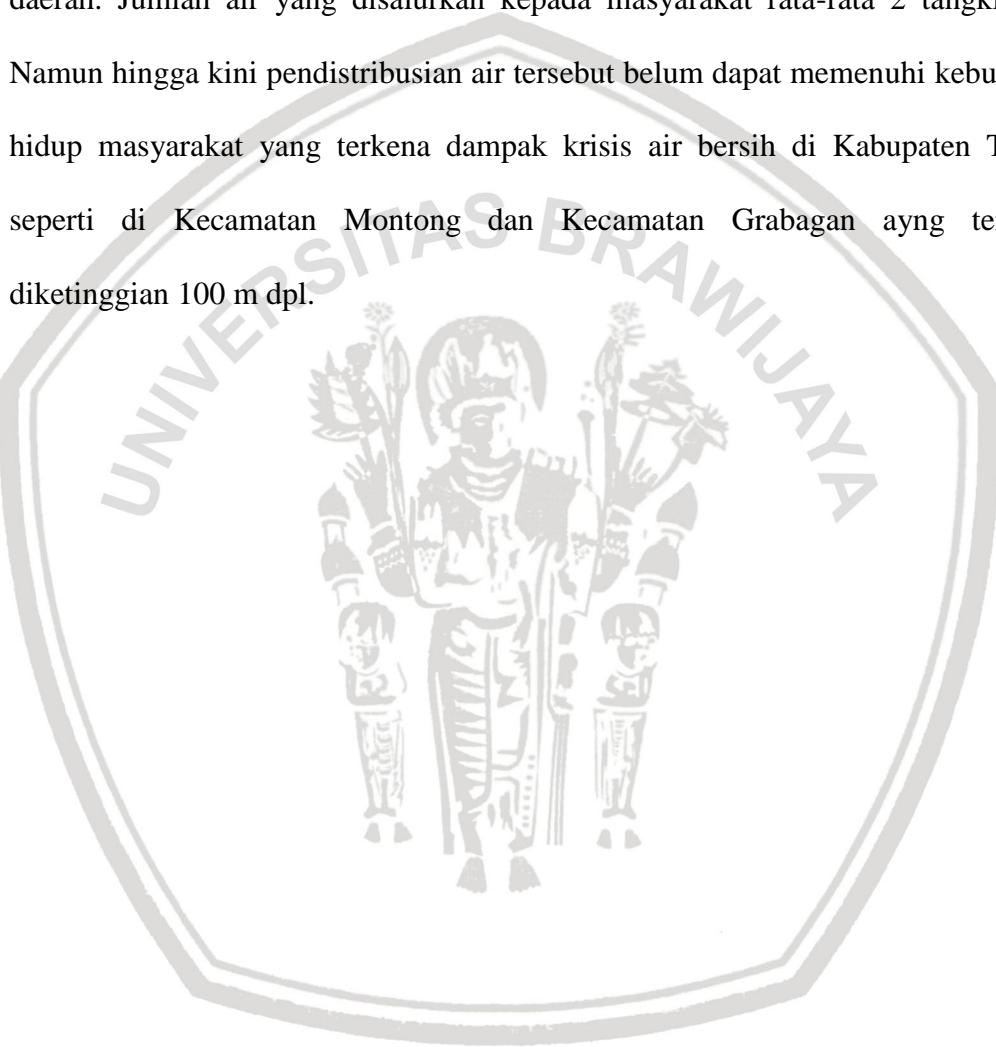 daerah. Jumlah air yang disalurkan kepada masyarakat rata-rata 2 tangki
Namun hingga kini pendistribusian air tersebut belum dapat memenuhi
hidup masyarakat yang terkena dampak krisis air bersih di Kabupaten
seperti di Kecamatan Montong dan Kecamatan Grabagan ayng
diketinggian 100 m dpl.
UNIVERSITAS BRAWIJAYA